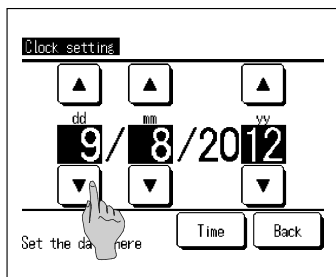 Clock setting
dd mm yy
9/ 8/2012
Set the da here
Time Back